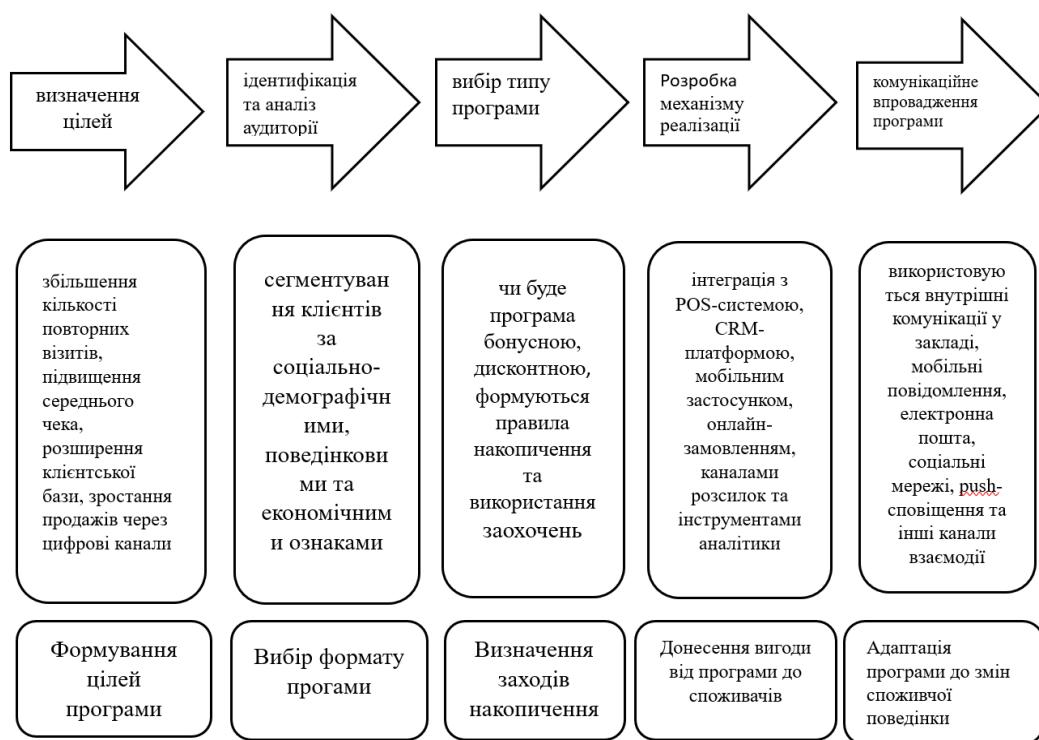 визначення
цілей
ідентифікація
та аналіз
аудиторії
вибір типу
програми
Розробка
механізму
реалізації
комунікаційне
впровадження
програми
збільшення
кількості
повторних
візитів,
підвищення
середнього
чека,
розширення
клієнтської
бази, зростання
продажів через
цифрові канали
сегментуван
ня клієнтів
за
соціально-
демографічн
ими,
поведінкови
ми та
економічним
и ознаками
чи буде
програма
бонусною,
дисконтною,
формуються
правила
накопичення
та
використання
заохочень
інтеграція з
POS-системою,
CRM-
платформою,
мобільним
застосунком,
онлайн-
замовленням,
каналами
розсилок та
інструментами
аналітики
використовую
ться внутрішні
комунікації у
закладі,
мобільні
повідомлення,
електронна
пошта,
соціальні
мережі, push-
сповіщення та
інші канали
взаємодії
Формування
цілей
програми
Вибір формату
прогами
Визначення
заходів
накопичення
Донесення вигоди
від програми до
споживачів
Адаптація
програми до змін
споживчої
поведінки